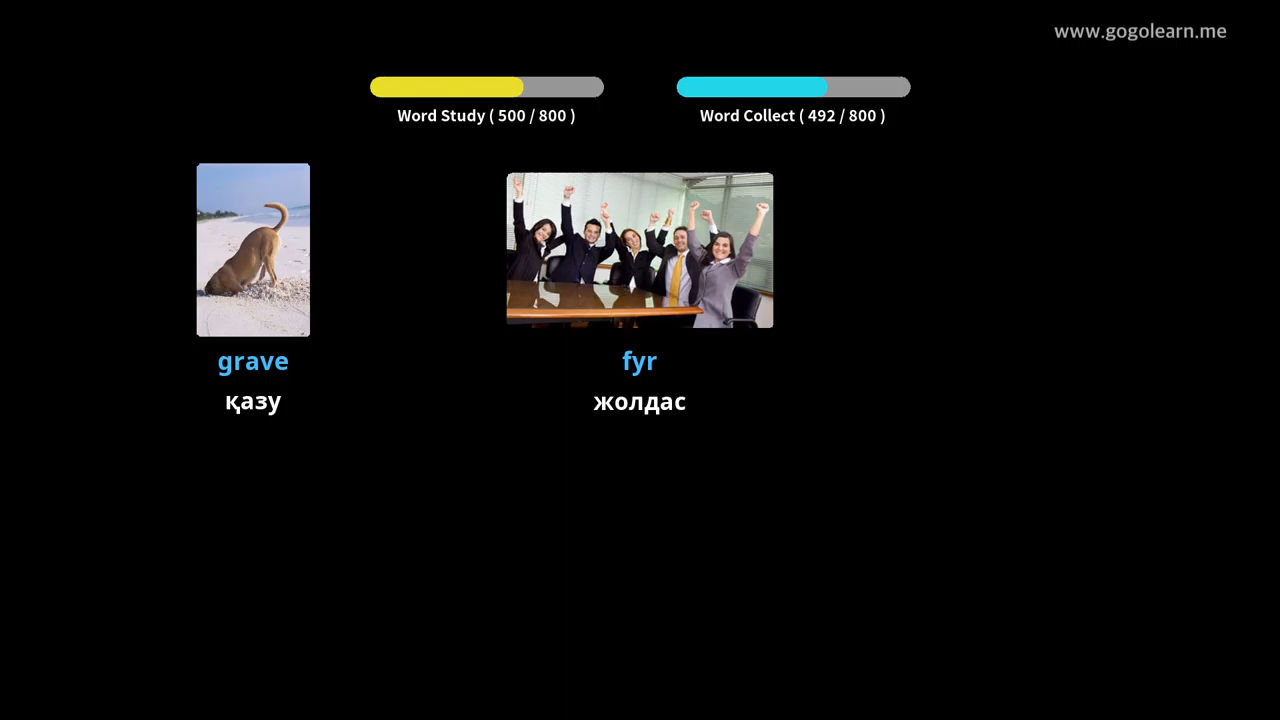 www.gogolearn.me
Word Study ( 500 / 800 )
Word Collect ( 492 / 800 )
grave
қазу
fyr
жолдас